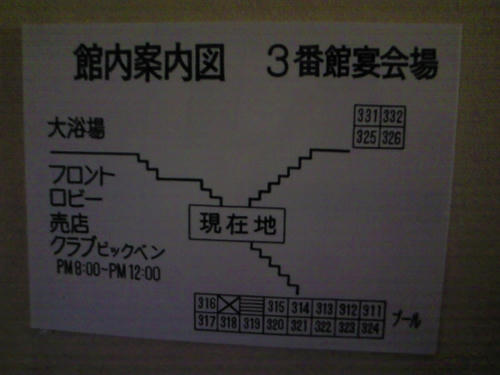 館内案内図 3番館宴会場
大浴場
331 332
325 326
フロント
ロビー
売店
クラブビックベン
PM8:00~PM12:00
現在地
316 315 314 313 912 911
317 318 319 320 321 322 323 324
プール